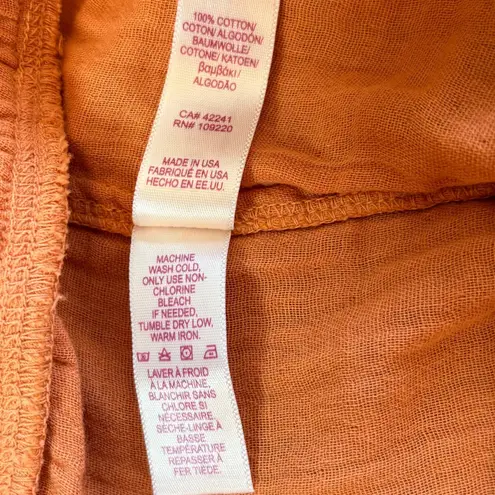 100% COTTON/
COTON/ALGODÓN/
BAUMWOLLE/
COTONE/KATOEN/
βαμβάκι/
ALGODÃO
CA# 42241
RN# 109220
MADE IN USA
FABRIQUÉ EN USA
HECHO EN EE.UU.
MACHINE
WASH COLD,
ONLY USE NON-
CHLORINE
BLEACH
IF NEEDED,
TUMBLE DRY LOW,
WARM IRON.
LAVER À FROID
À LA MACHINE,
BLANCHIR SANS
CHLORE SI
NÉCESSAIRE,
SÈCHE-LINGE À
BASSE
TEMPÉRATURE
REPASSER À
FER TIEDE.